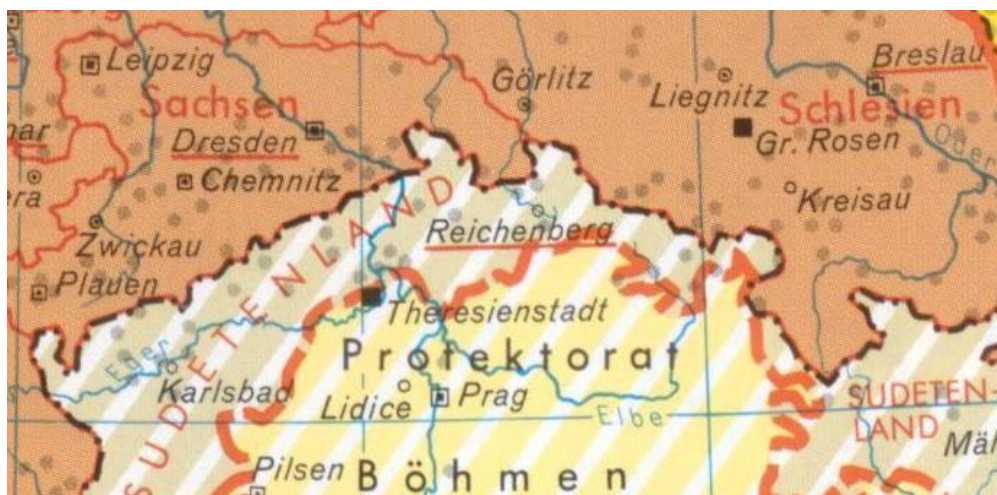 Leipzig
Görlitz
Breslau
Liegnitz
Sachsen
Schlesien
Dresden
Gr. Rosen
Oder
Chemnitz
Kreisau
Zwickau
Reichenberg
Plauen
SUDETENLAND
Theresienstadt
Eger
Protektorat
Karlsbad
Lidice
Prag
Elbe
SUDETEN-
LAND
Pilsen
Böhmen